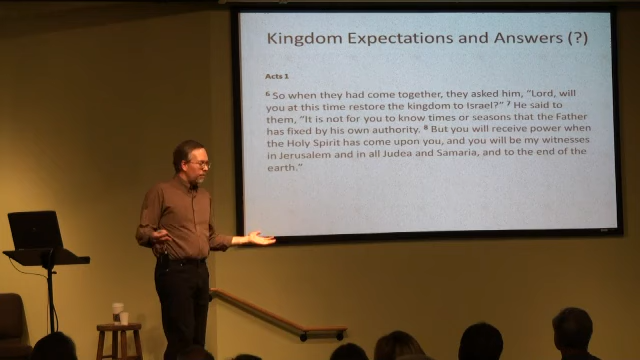 Kingdom Expectations and Answers (?)
Acts 1
6 So when they had come together, they asked him, “Lord, will
you at this time restore the kingdom to Israel?” 7 He said to
them, “It is not for you to know times or seasons that the Father
has fixed by his own authority. 8 But you will receive power when
the Holy Spirit has come upon you, and you will be my witnesses
in Jerusalem and in all Judea and Samaria, and to the end of the
earth.”